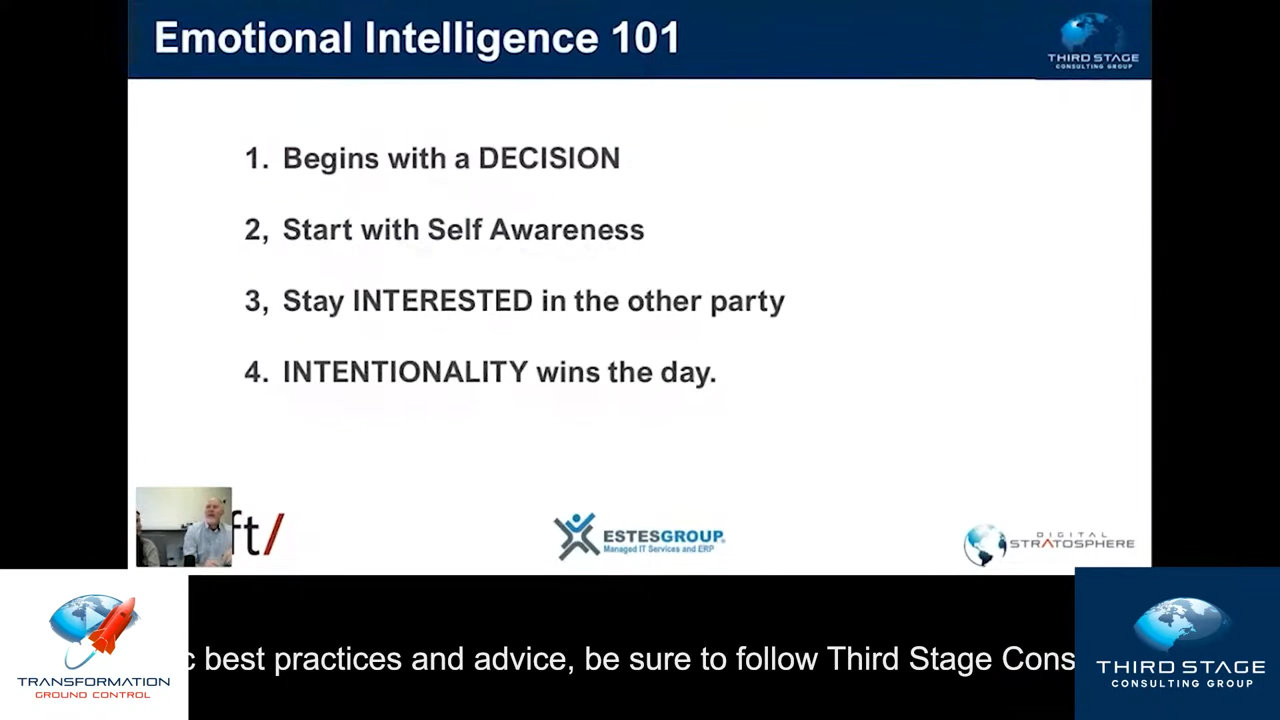 Emotional Intelligence 101
THIRD STAGE
CONSULTING GROUP
1. Begins with a DECISION
2, Start with Self Awareness
3, Stay INTERESTED in the other party
4. INTENTIONALITY wins the day.
ft/
ESTESGROUP
Managed IT Services and ERP
DIGITAL
STRATOSPHERE
c best practices and advice, be sure to follow Third Stage Cons
TRANSFORMATION
GROUND CONTROL
THIRD STAGE
CONSULTING GROUP